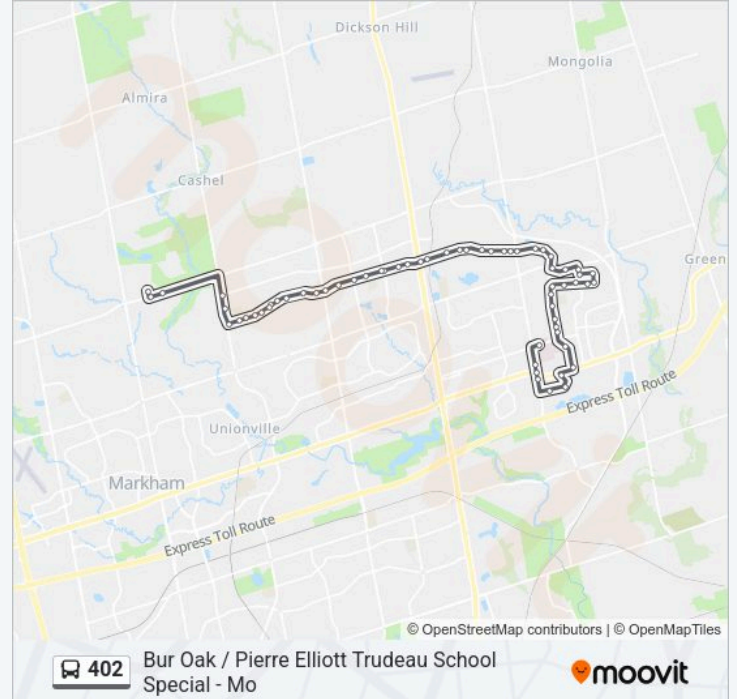 Dickson Hill
Mongolia
Almira
Cashel
Green
Express Toll Route
Unionville
Markham
Express Toll Route
© OpenStreetMap contributors | © OpenMapTiles
402
Bur Oak / Pierre Elliott Trudeau School
Special - Mo
moovit